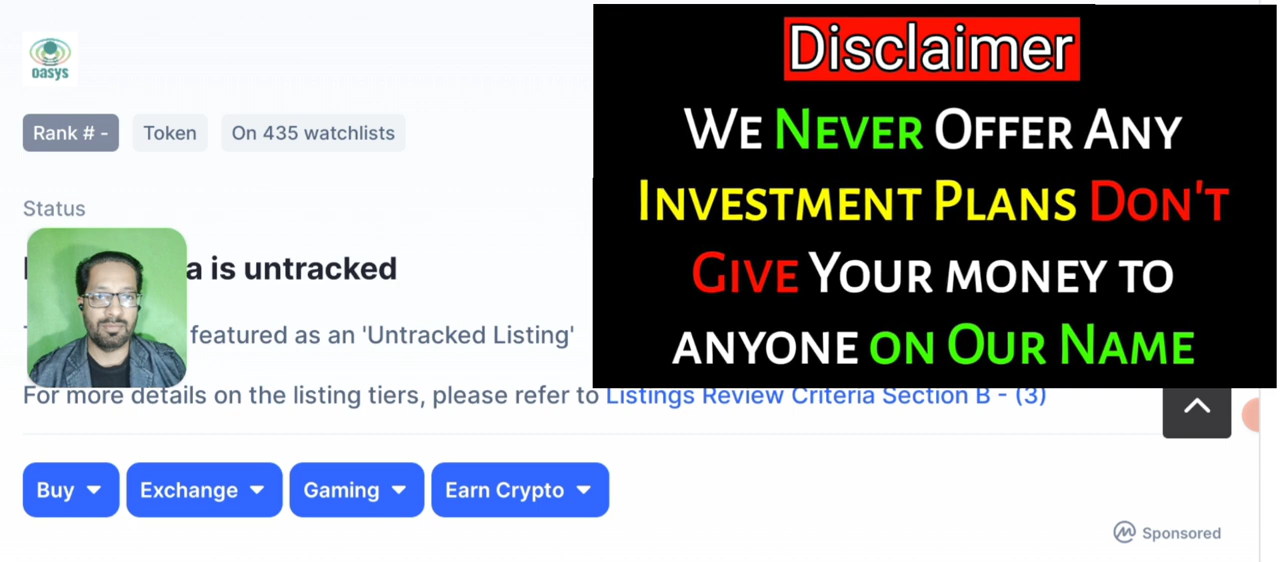 oasys
Rank # -
Token
On 435 watchlists
Status
a is untracked
featured as an 'Untracked Listing'
For more details on the listing tiers, please refer to Listings Review Criteria Section B - (3)
Buy
Exchange
Gaming
Earn Crypto
Sponsored
Disclaimer
We Never Offer Any
Investment Plans Don't
Give Your money to
anyone on Our Name